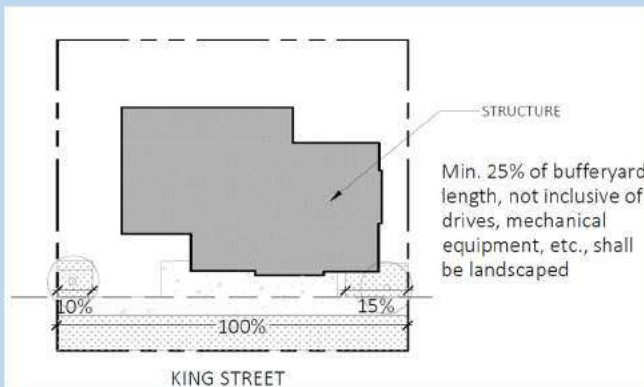 STRUCTURE
Min. 25% of bufferyard
length, not inclusive of
drives, mechanical
equipment, etc., shall
be landscaped
10%
15%
100%
KING STREET